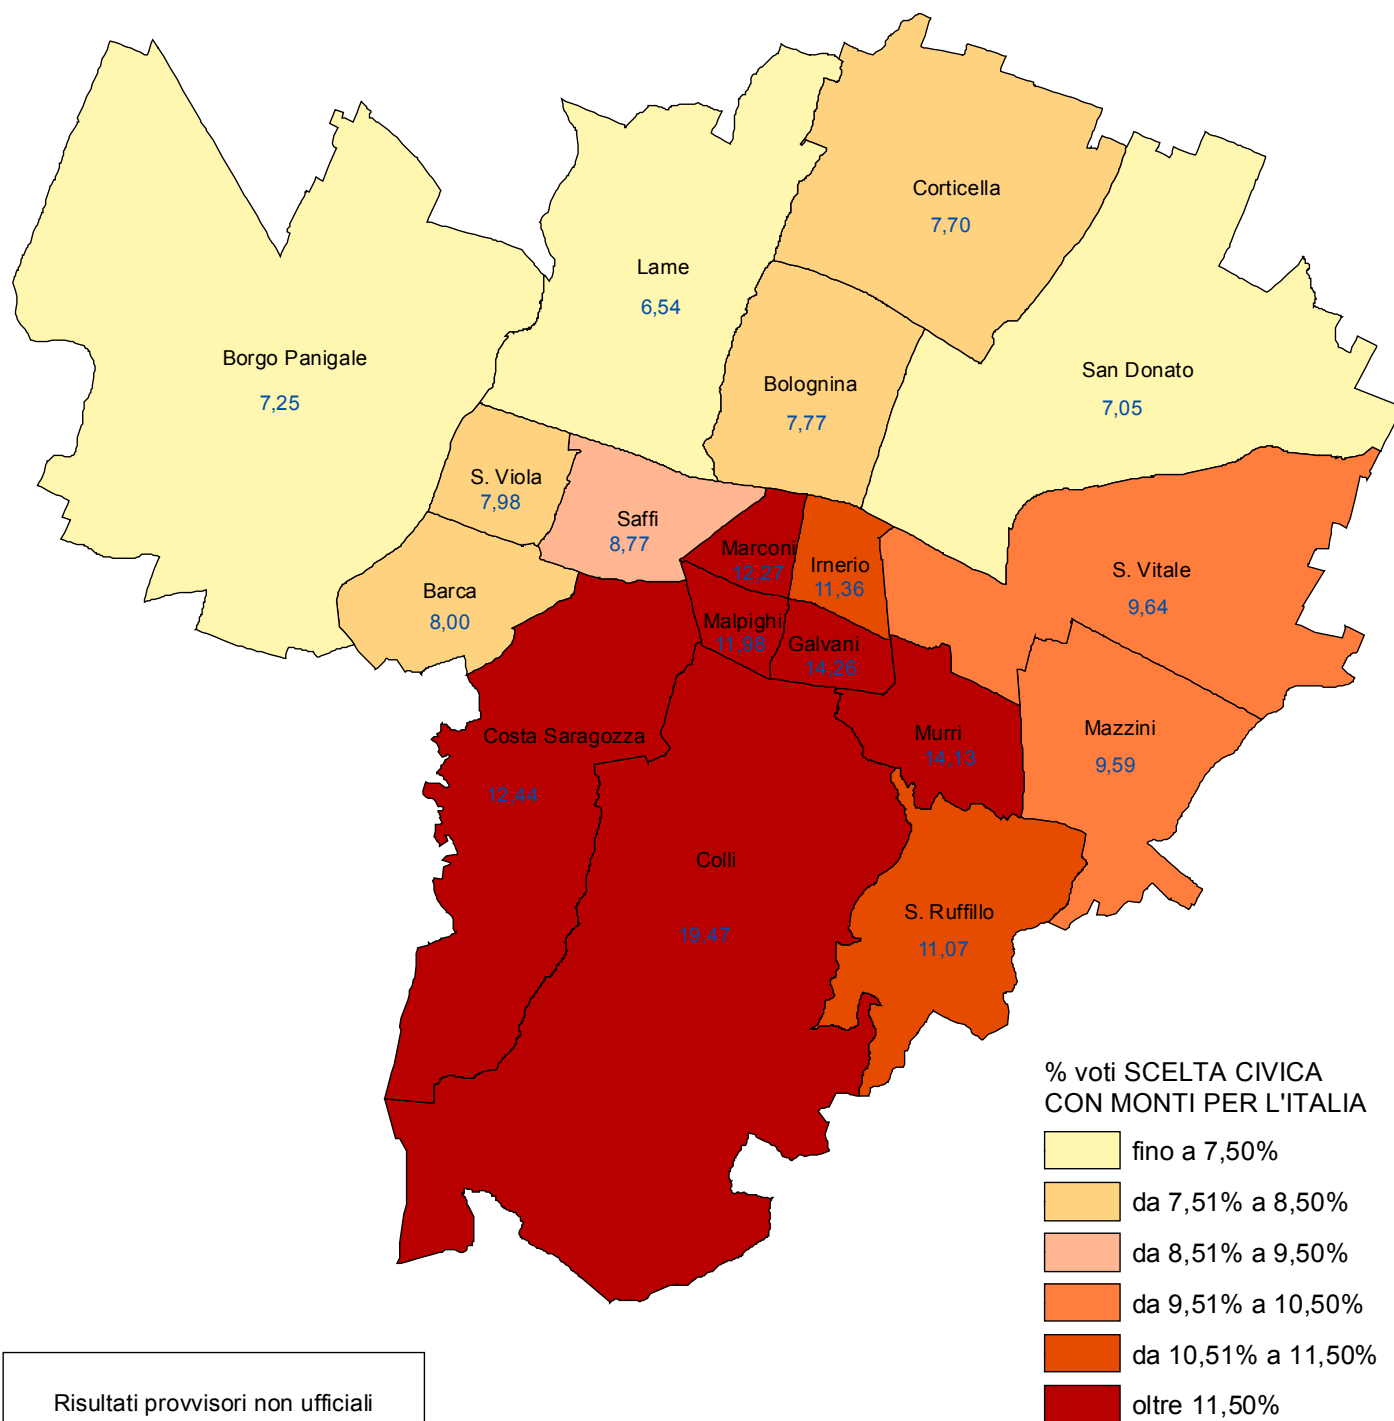 Corticella
7,70
Lame
6,54
Borgo Panigale
7,25
San Donato
7,05
Bolognina
7,77
S. Viola
7,98
Saffi
8,77
Marconi
12,27
Irnerio
11,36
S. Vitale
9,64
Barca
8,00
Malpighi
11,98
Galvani
14,26
Costa Saragozza
12,44
Murri
14,13
Mazzini
9,59
Colli
19,47
S. Ruffillo
11,07
% voti SCELTA CIVICA
CON MONTI PER L'ITALIA
fino a 7,50%
da 7,51% a 8,50%
da 8,51% a 9,50%
da 9,51% a 10,50%
da 10,51% a 11,50%
oltre 11,50%
Risultati provvisori non ufficiali